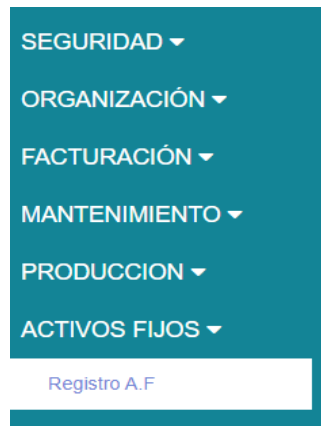 SEGURIDAD
ORGANIZACIÓN
FACTURACIÓN
MANTENIMIENTO
PRODUCCION
ACTIVOS FIJOS
Registro A.F